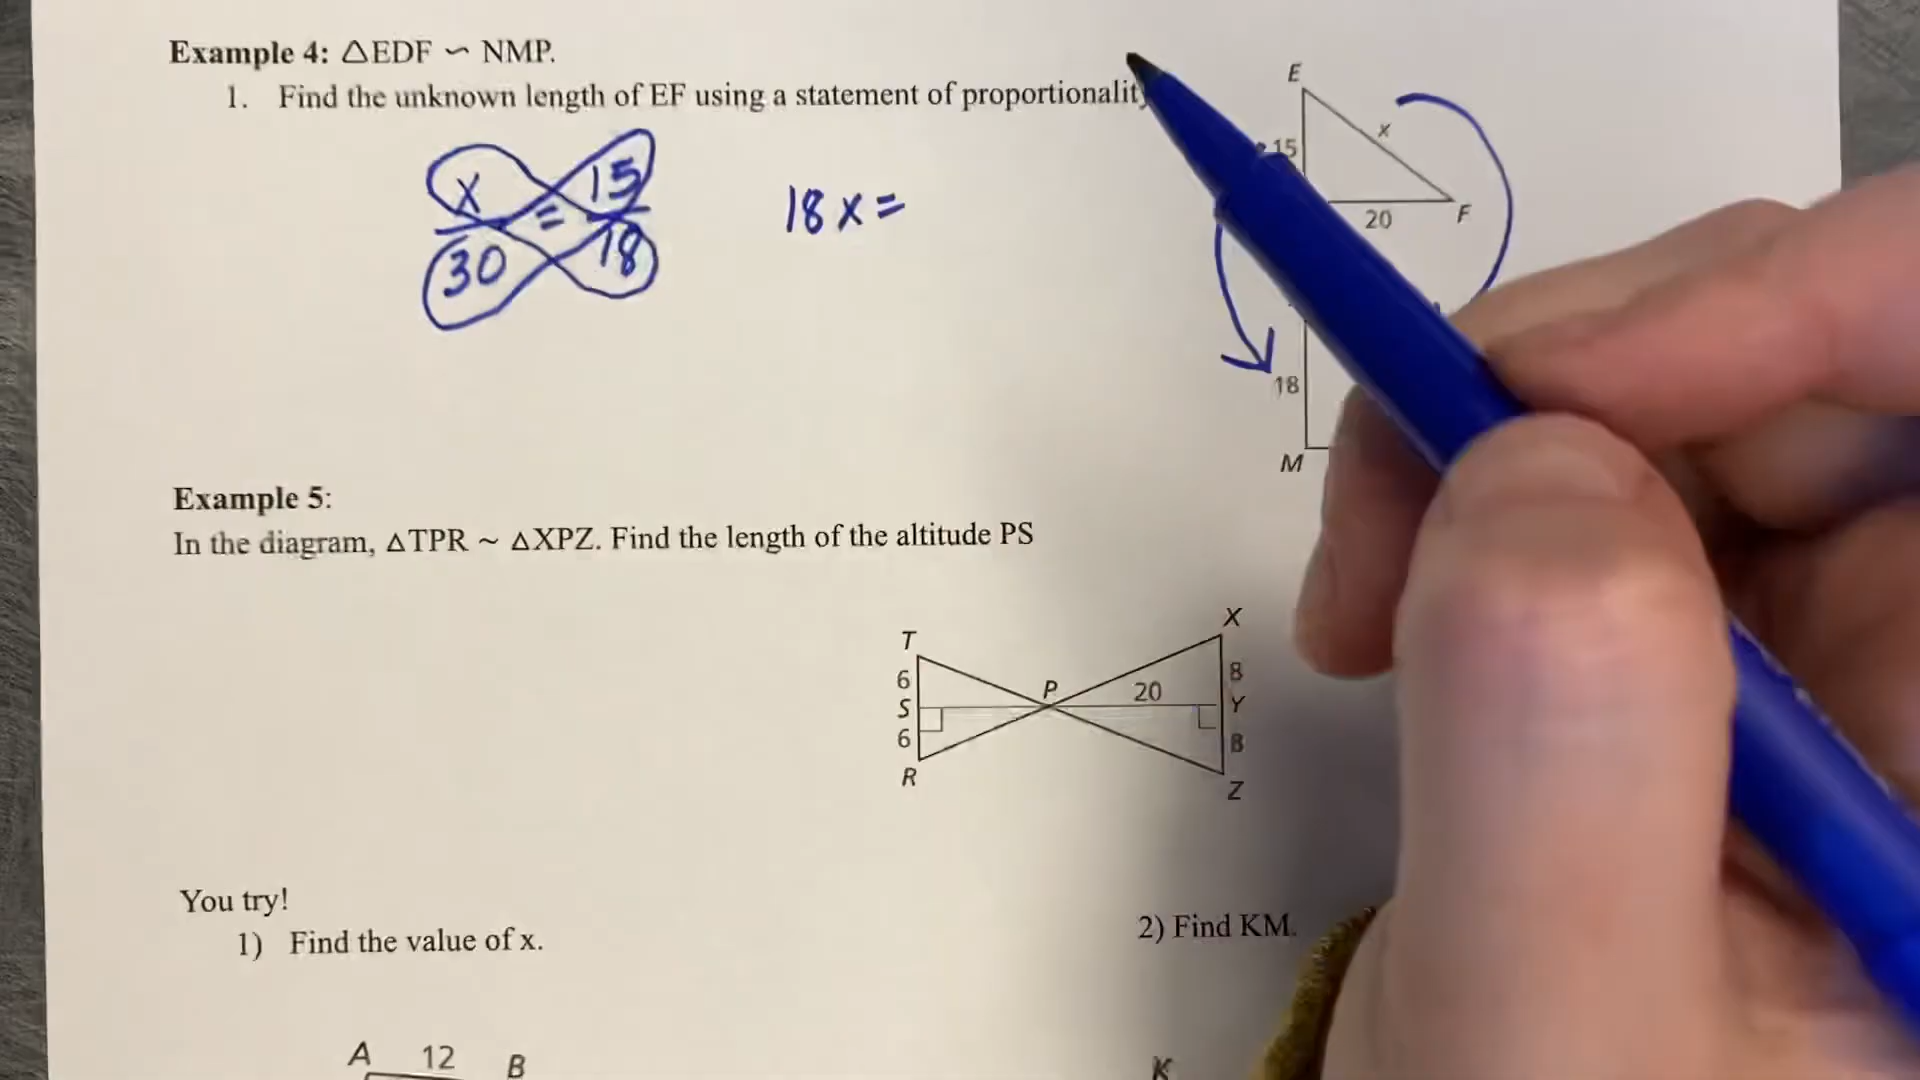 Example 4: △EDF ∽ NMP.
1. Find the unknown length of EF using a statement of proportionality
x
30
=
15
18
18x=
E
15
x
20
F
18
M
Example 5:
In the diagram, △TPR ~ △XPZ. Find the length of the altitude PS
T
6
S
6
R
P
20
X
8
Y
8
Z
You try!
1) Find the value of x.
2) Find KM.
A
12
B
K